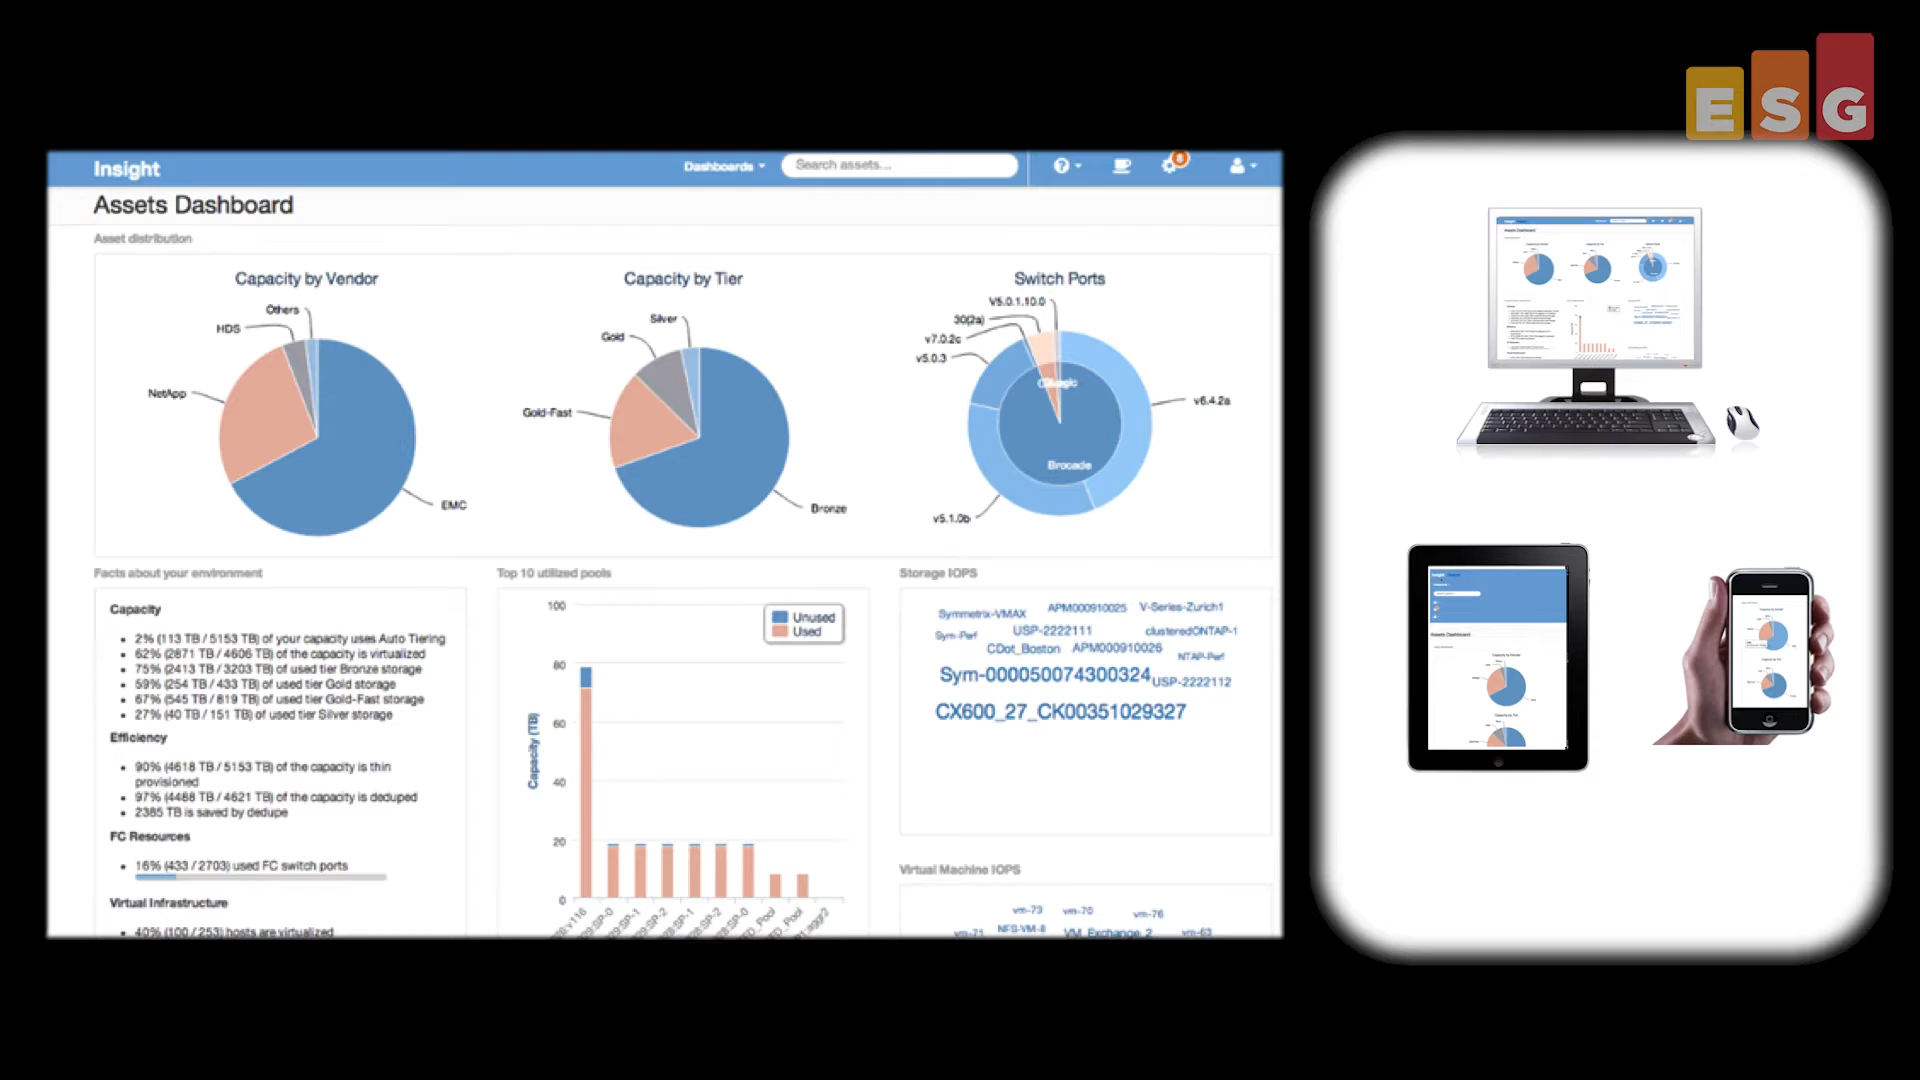 ESG
Insight
Dashboards
Search assets...
8
Assets Dashboard
Asset distribution
Capacity by Vendor
Others
HDS
NetApp
EMC
Capacity by Tier
Silver
Gold
Gold-Fast
Bronze
Switch Ports
V5.0.1.10.0
30(2a)
v7.0.2c
v5.0.3
v6.4.2a
Brocade
v5.1.0b
Facts about your environment
Capacity
2% (113 TB / 5153 TB) of your capacity uses Auto Tiering
62% (2871 TB / 4606 TB) of the capacity is virtualized
75% (2413 TB / 3203 TB) of used tier Bronze storage
59% (254 TB / 433 TB) of used tier Gold storage
67% (545 TB / 819 TB) of used tier Gold-Fast storage
27% (40 TB / 151 TB) of used tier Silver storage
Efficiency
90% (4618 TB / 5153 TB) of the capacity is thin
provisioned
97% (4488 TB / 4621 TB) of the capacity is deduped
2385 TB is saved by dedupe
FC Resources
16% (433 / 2703) used FC switch ports
Virtual Infrastructure
40% (100 / 253) hosts are virtualized
Top 10 utilized pools
Unused
Used
Capacity (TB)
100
80
60
40
20
0
Storage IOPS
Symmetrix-VMAX APM000910025 V-Series-Zurich1
Sym-Perf USP-2222111 clusteredONTAP-1
CDot_Boston APM000910026 NTAP-Perf
Sym-000050074300324 USP-2222112
CX600_27_CK00351029327
Virtual Machine IOPS
vm-73 vm-70 vm-76
vm-71 NFS-VM-8 VM_Exchange_2 vm-63
Assets Dashboard